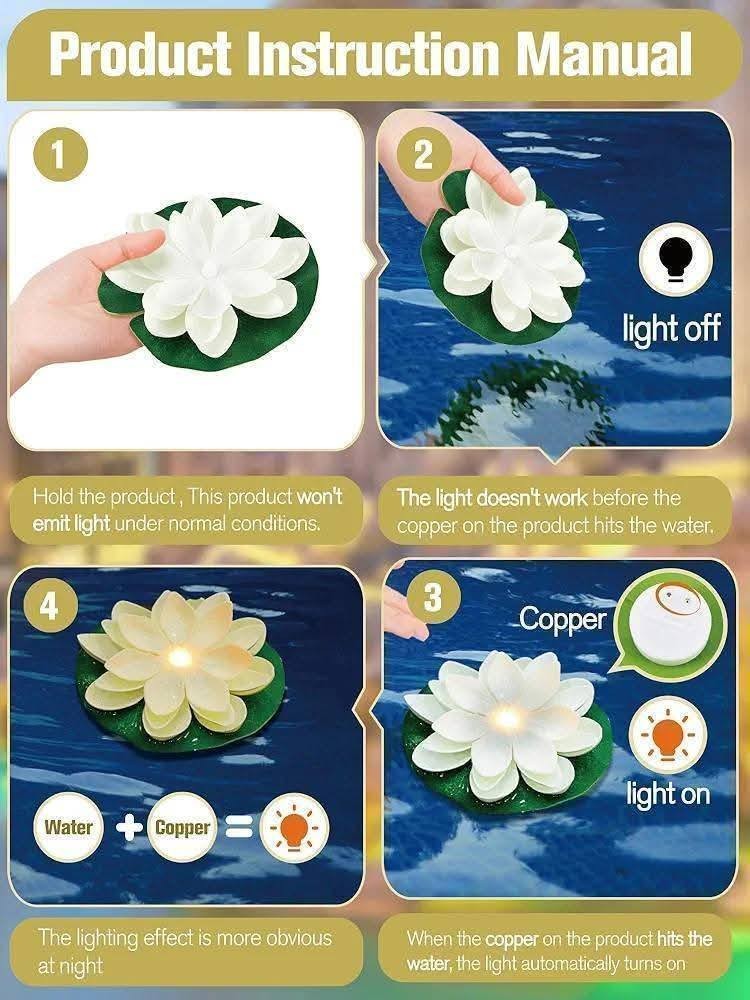 Product Instruction Manual
1
Hold the product , This product won't
emit light under normal conditions.
2
light off
The light doesn't work before the
copper on the product hits the water.
3
Copper
light on
When the copper on the product hits the
water, the light automatically turns on
4
Water + Copper =
The lighting effect is more obvious
at night